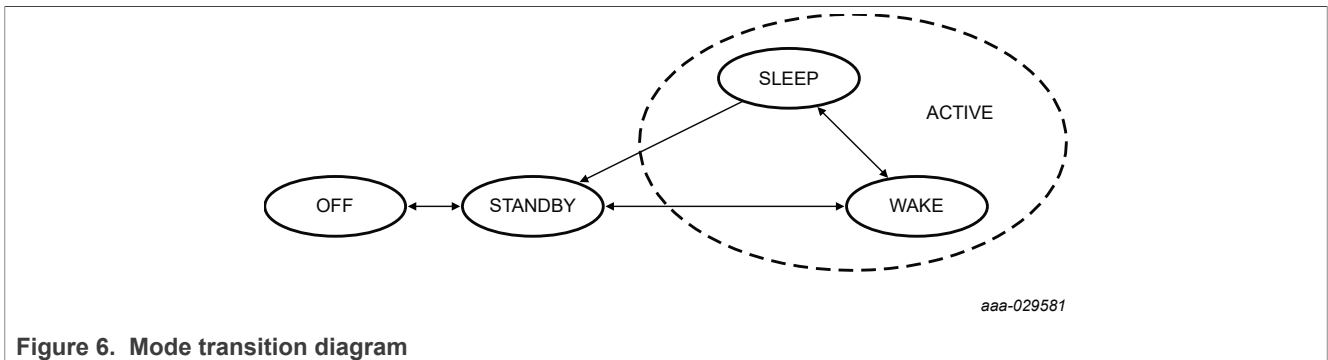 SLEEP
ACTIVE
OFF
STANDBY
WAKE
aaa-029581
Figure 6. Mode transition diagram